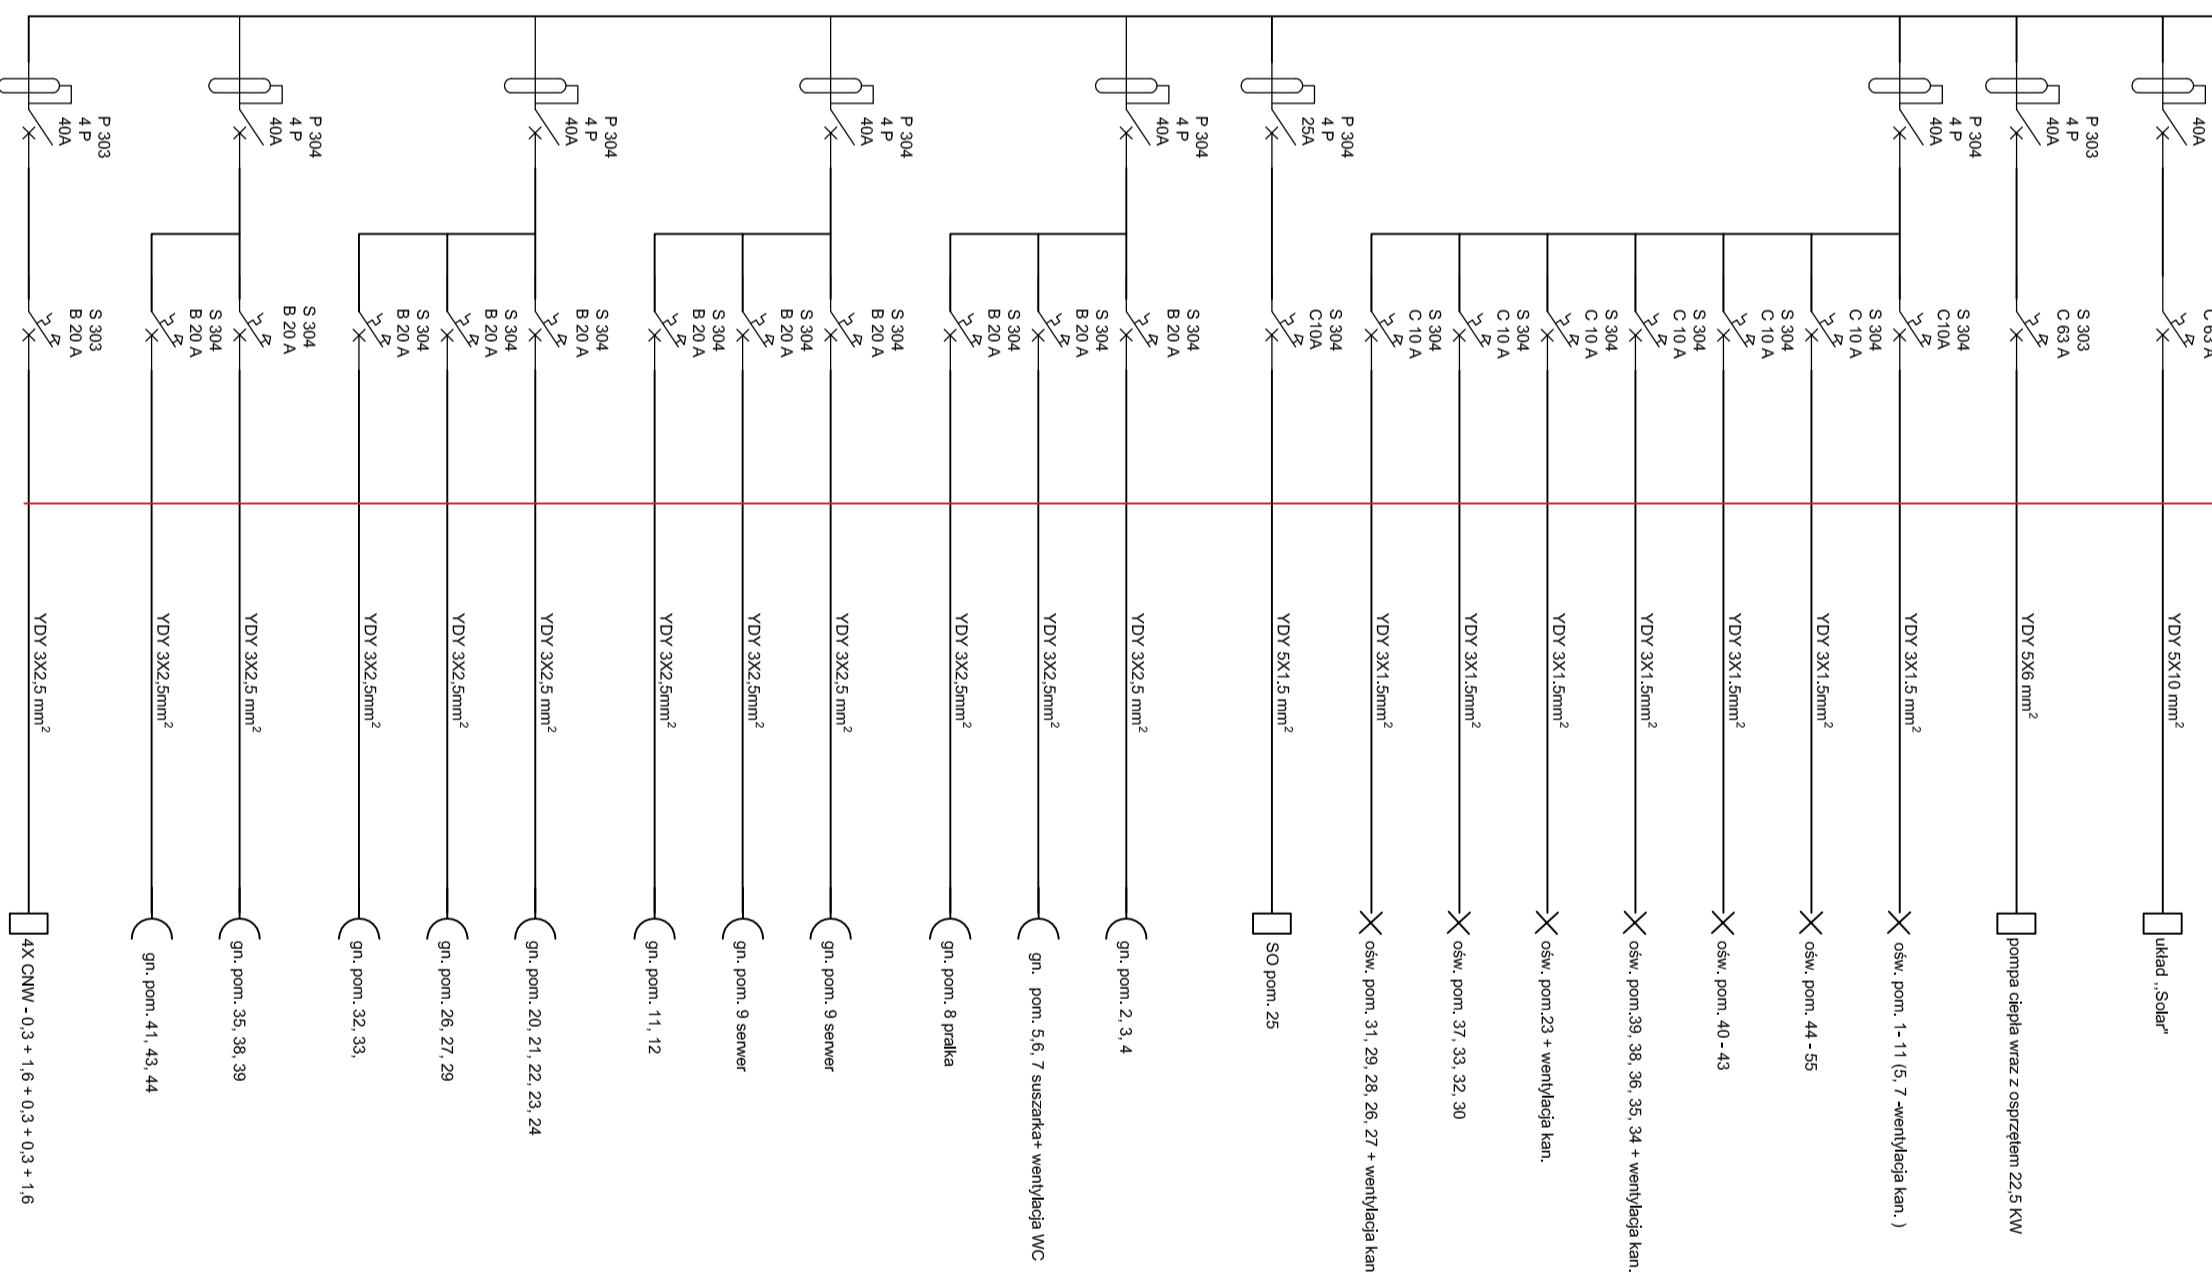 P 303
4 P
40A
P 304
4 P
40A
P 304
4 P
40A
P 304
4 P
40A
P 304
4 P
40A
P 304
4 P
25A
P 304
4 P
40A
P 303
4 P
40A
40A
S 303
B 20 A
S 304
B 20 A
S 304
B 20 A
S 304
B 20 A
S 304
B 20 A
S 304
B 20 A
S 304
B 20 A
S 304
B 20 A
S 304
B 20 A
S 304
B 20 A
S 304
B 20 A
S 304
B 20 A
S 304
C10A
S 304
C 10 A
S 304
C 10 A
S 304
C 10 A
S 304
C 10 A
S 304
C 10 A
S 304
C 10 A
S 304
C10A
S 303
C 63 A
C 63 A
YDY 3X2,5 mm²
YDY 3X2,5mm²
YDY 3X2,5 mm²
YDY 3X2,5mm²
YDY 3X2,5mm²
YDY 3X2,5 mm²
YDY 3X2,5mm²
YDY 3X2,5mm²
YDY 3X2,5 mm²
YDY 3X2,5mm²
YDY 3X2,5mm²
YDY 3X2,5 mm²
YDY 5X1.5 mm²
YDY 3X1.5mm²
YDY 3X1.5mm²
YDY 3X1.5mm²
YDY 3X1.5mm²
YDY 3X1.5mm²
YDY 3X1.5mm²
YDY 3X1.5 mm²
YDY 5X6 mm²
YDY 5X10 mm²
4X CNW - 0,3 + 1,6 + 0,3 + 0,3 + 1,6
gn. pom. 41, 43, 44
gn. pom. 35, 38, 39
gn. pom. 32, 33,
gn. pom. 26, 27, 29
gn. pom. 20, 21, 22, 23, 24
gn. pom. 11, 12
gn. pom. 9 serwer
gn. pom. 9 serwer
gn. pom. 8 pralka
gn. pom. 5,6, 7 suszarka+ wentylacja WC
gn. pom. 2, 3, 4
SO pom. 25
ośw. pom. 31, 29, 28, 26, 27 + wentylacja kan
ośw. pom. 37, 33, 32, 30
ośw. pom.23 + wentylacja kan.
ośw. pom.39, 38, 36, 35, 34 + wentylacja kan.
ośw. pom. 40 - 43
ośw. pom. 44 - 55
ośw. pom. 1- 11 (5, 7 -wentylacja kan. )
pompa ciepła wraz z osprzętem 22,5 KW
układ ,,Solar"